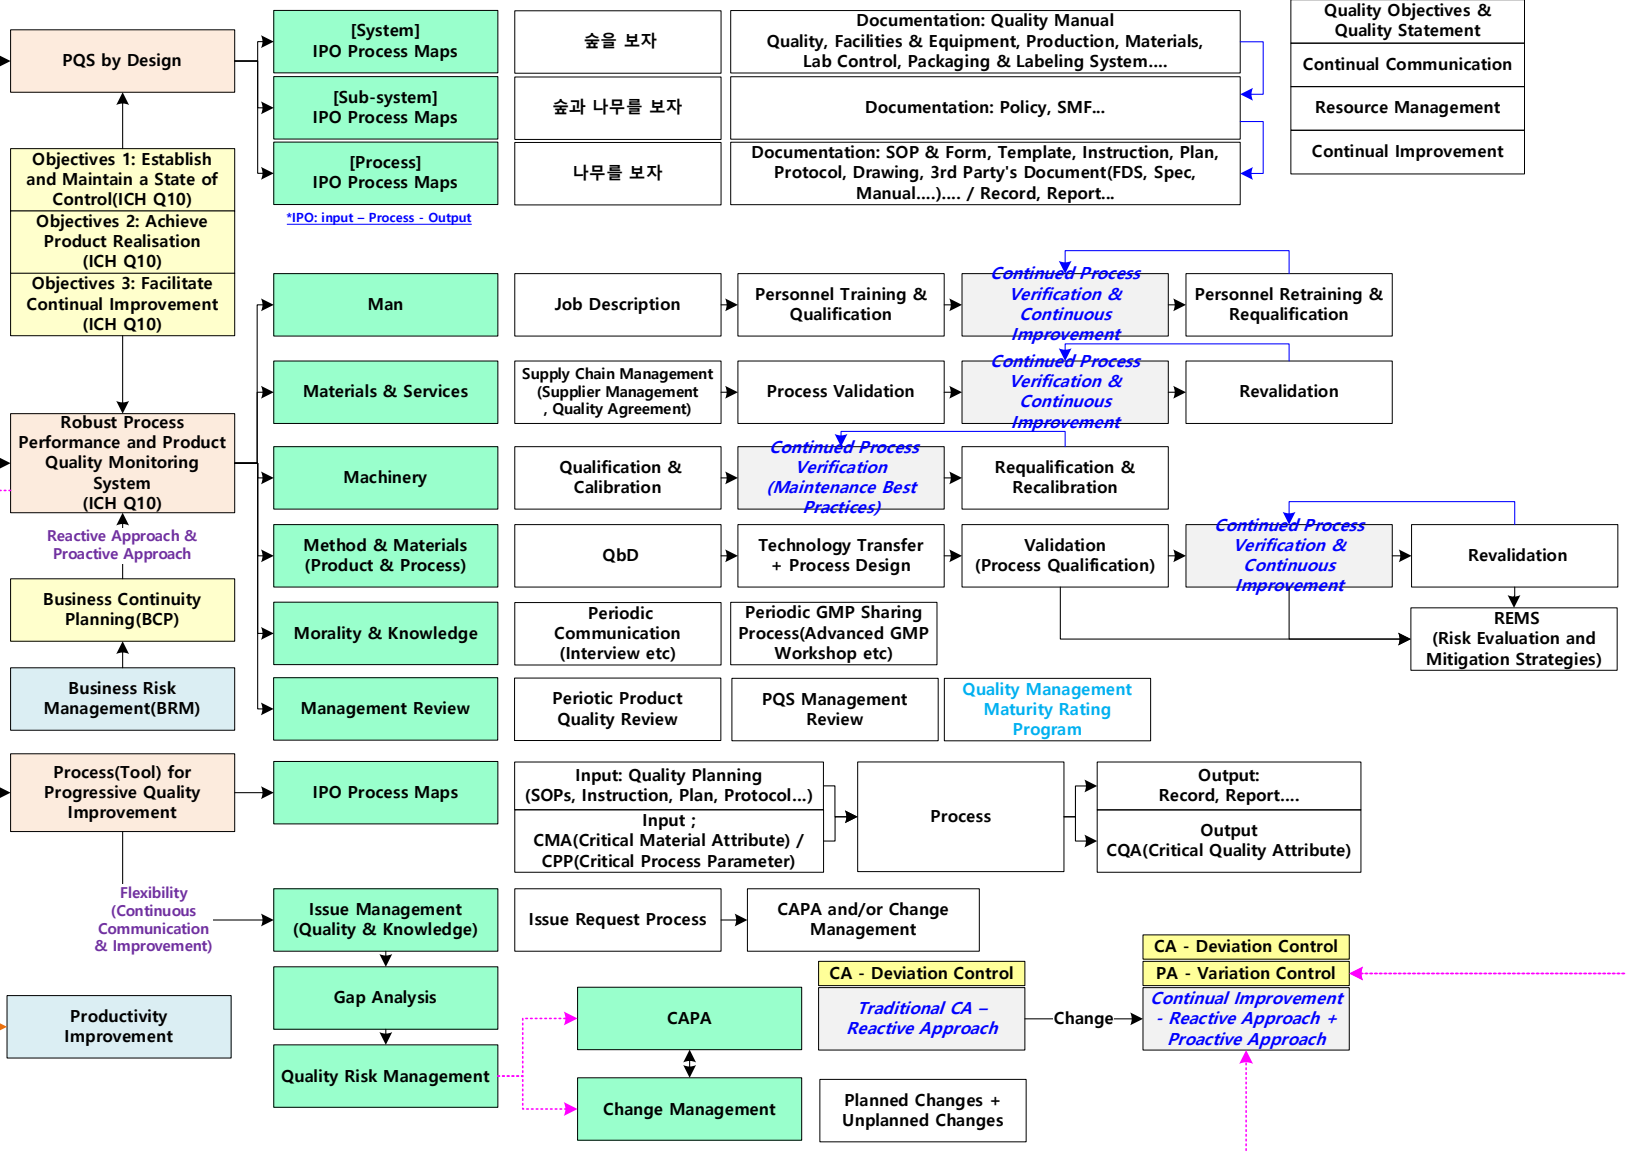 PQS by Design
[System]
IPO Process Maps
숲을 보자
Documentation: Quality Manual
Quality, Facilities & Equipment, Production, Materials,
Lab Control, Packaging & Labeling System....
Quality Objectives &
Quality Statement
Continual Communication
Resource Management
Continual Improvement
[Sub-system]
IPO Process Maps
숲과 나무를 보자
Documentation: Policy, SMF...
[Process]
IPO Process Maps
나무를 보자
Documentation: SOP & Form, Template, Instruction, Plan,
Protocol, Drawing, 3rd Party's Document(FDS, Spec,
Manual....).... / Record, Report...
*IPO: input – Process - Output
Objectives 1: Establish
and Maintain a State of
Control(ICH Q10)
Objectives 2: Achieve
Product Realisation
(ICH Q10)
Objectives 3: Facilitate
Continual Improvement
(ICH Q10)
Man
Job Description
Personnel Training &
Qualification
Continued Process
Verification &
Continuous
Improvement
Personnel Retraining &
Requalification
Materials & Services
Supply Chain Management
(Supplier Management
, Quality Agreement)
Process Validation
Continued Process
Verification &
Continuous
Improvement
Revalidation
Robust Process
Performance and Product
Quality Monitoring
System
(ICH Q10)
Machinery
Qualification &
Calibration
Continued Process
Verification
(Maintenance Best
Practices)
Requalification &
Recalibration
Reactive Approach &
Proactive Approach
Method & Materials
(Product & Process)
QbD
Technology Transfer
+ Process Design
Validation
(Process Qualification)
Continued Process
Verification &
Continuous
Improvement
Revalidation
Business Continuity
Planning(BCP)
Morality & Knowledge
Periodic
Communication
(Interview etc)
Periodic GMP Sharing
Process(Advanced GMP
Workshop etc)
REMS
(Risk Evaluation and
Mitigation Strategies)
Business Risk
Management(BRM)
Management Review
Periotic Product
Quality Review
PQS Management
Review
Quality Management
Maturity Rating
Program
Process(Tool) for
Progressive Quality
Improvement
IPO Process Maps
Input: Quality Planning
(SOPs, Instruction, Plan, Protocol...)
Input ;
CMA(Critical Material Attribute) /
CPP(Critical Process Parameter)
Process
Output:
Record, Report....
Output
CQA(Critical Quality Attribute)
Flexibility
(Continuous
Communication
& Improvement)
Issue Management
(Quality & Knowledge)
Issue Request Process
CAPA and/or Change
Management
Gap Analysis
CA - Deviation Control
Traditional CA –
Reactive Approach
Change
CA - Deviation Control
PA - Variation Control
Continual Improvement
- Reactive Approach +
Proactive Approach
Productivity
Improvement
CAPA
Quality Risk Management
Change Management
Planned Changes +
Unplanned Changes